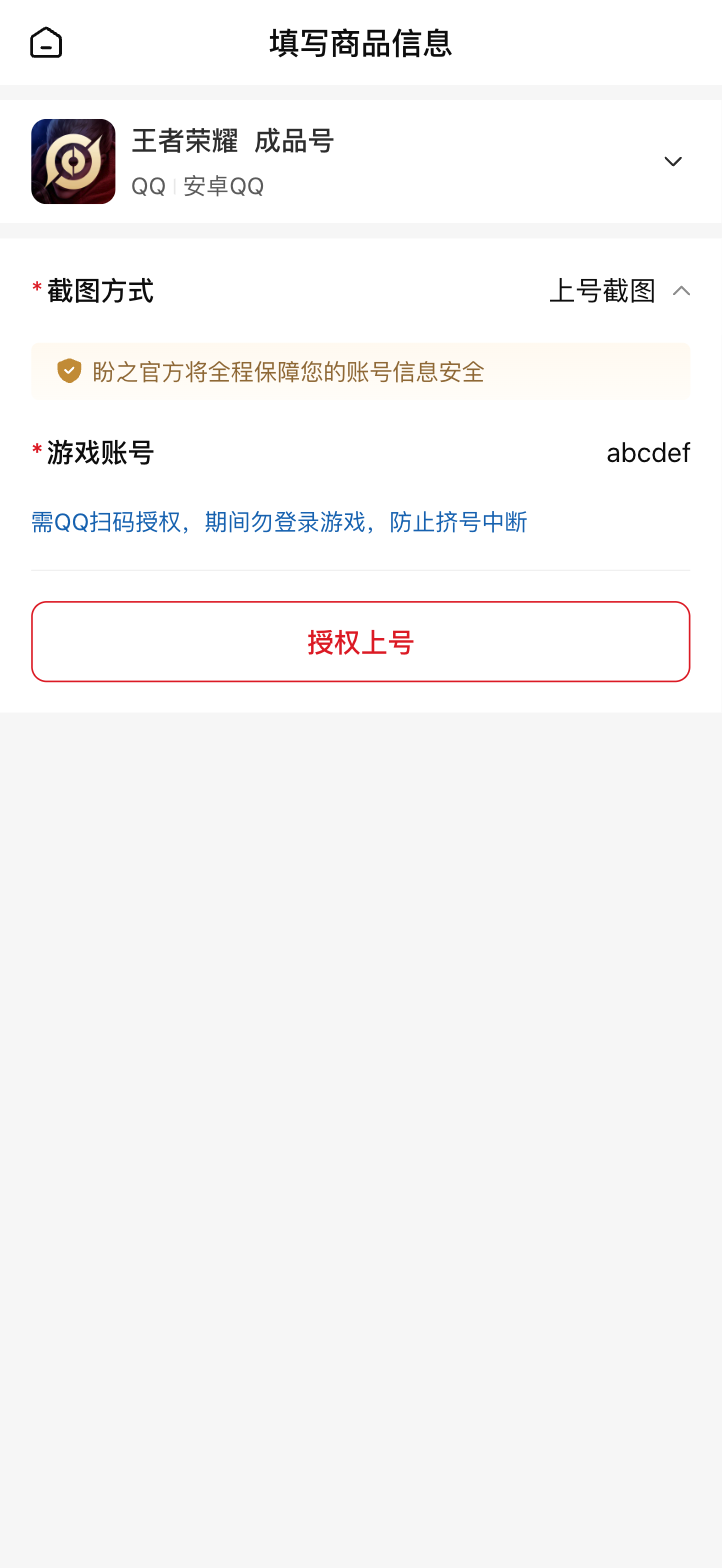 填写商品信息
王者荣耀 成品号
QQ | 安卓QQ
*截图方式 上号截图
盼之官方将全程保障您的账号信息安全
*游戏账号 abcdef
需QQ扫码授权，期间勿登录游戏，防止挤号中断
授权上号